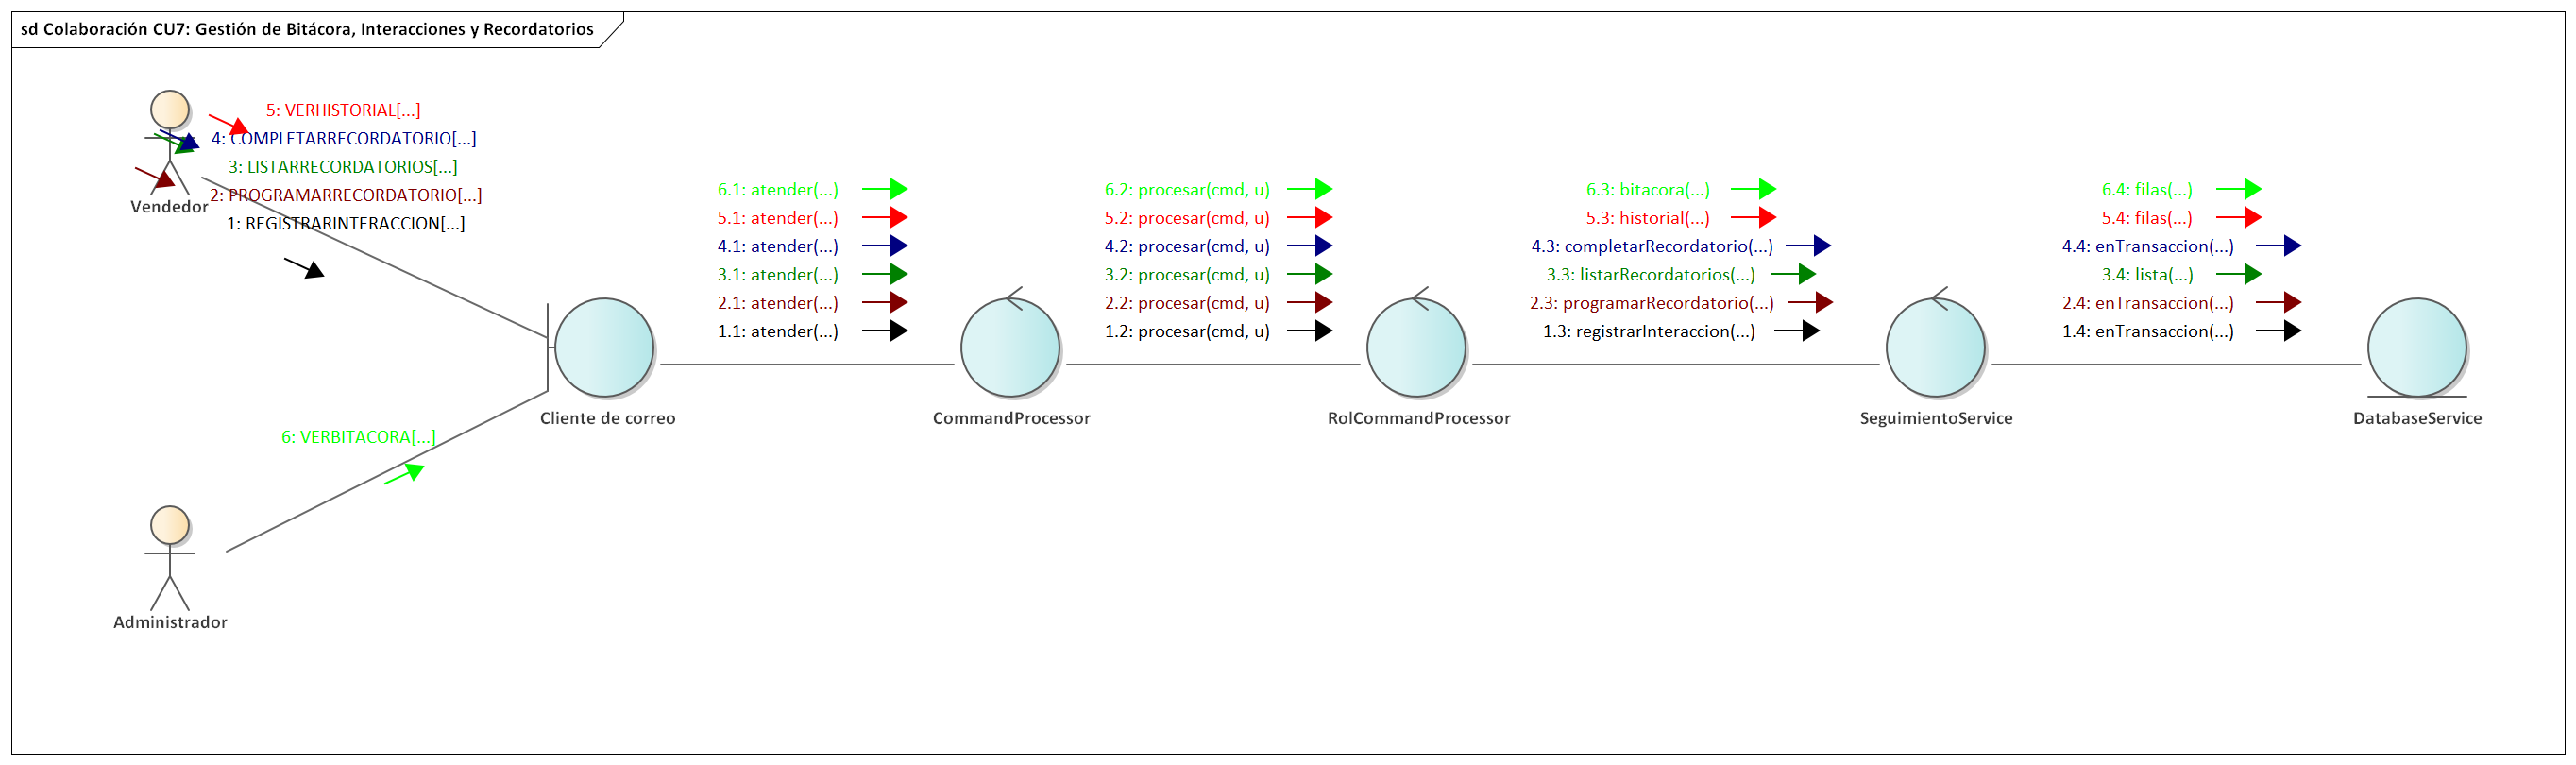 sd Colaboración CU7: Gestión de Bitácora, Interacciones y Recordatorios
5: VERHISTORIAL[...]
4: COMPLETARRECORDATORIO[...]
3: LISTARRECORDATORIOS[...]
2: PROGRAMARRECORDATORIO[...]
1: REGISTRARINTERACCION[...]
Vendedor
6: VERBITACORA[...]
Administrador
6.1: atender(...)
5.1: atender(...)
4.1: atender(...)
3.1: atender(...)
2.1: atender(...)
1.1: atender(...)
Cliente de correo
6.2: procesar(cmd, u)
5.2: procesar(cmd, u)
4.2: procesar(cmd, u)
3.2: procesar(cmd, u)
2.2: procesar(cmd, u)
1.2: procesar(cmd, u)
CommandProcessor
6.3: bitacora(...)
5.3: historial(...)
4.3: completarRecordatorio(...)
3.3: listarRecordatorios(...)
2.3: programarRecordatorio(...)
1.3: registrarInteraccion(...)
RolCommandProcessor
6.4: filas(...)
5.4: filas(...)
4.4: enTransaccion(...)
3.4: lista(...)
2.4: enTransaccion(...)
1.4: enTransaccion(...)
SeguimientoService
DatabaseService